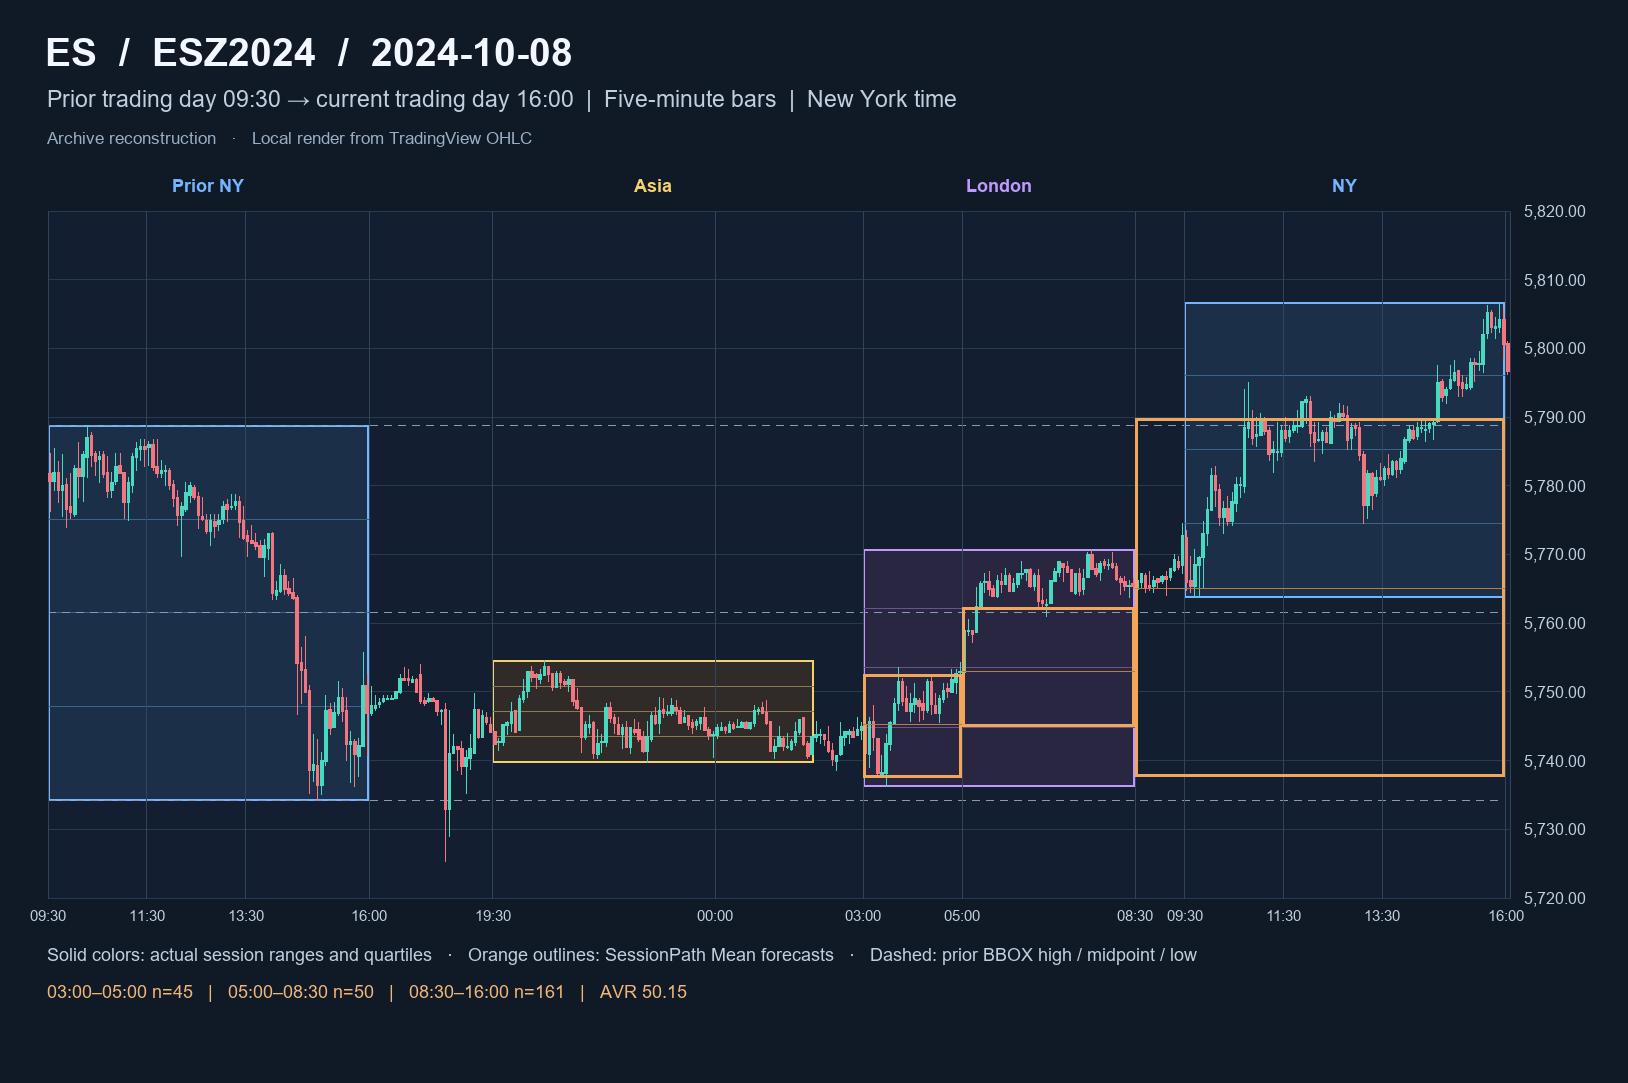 ES / ESZ2024 / 2024-10-08
Prior trading day 09:30 → current trading day 16:00 | Five-minute bars | New York time
Archive reconstruction · Local render from TradingView OHLC
Prior NY Asia London NY
5,820.00
5,810.00
5,800.00
5,790.00
5,780.00
5,770.00
5,760.00
5,750.00
5,740.00
5,730.00
5,720.00
09:30 11:30 13:30 16:00 19:30 00:00 03:00 05:00 08:30 09:30 11:30 13:30 16:00
Solid colors: actual session ranges and quartiles · Orange outlines: SessionPath Mean forecasts · Dashed: prior BBOX high / midpoint / low
03:00–05:00 n=45 | 05:00–08:30 n=50 | 08:30–16:00 n=161 | AVR 50.15